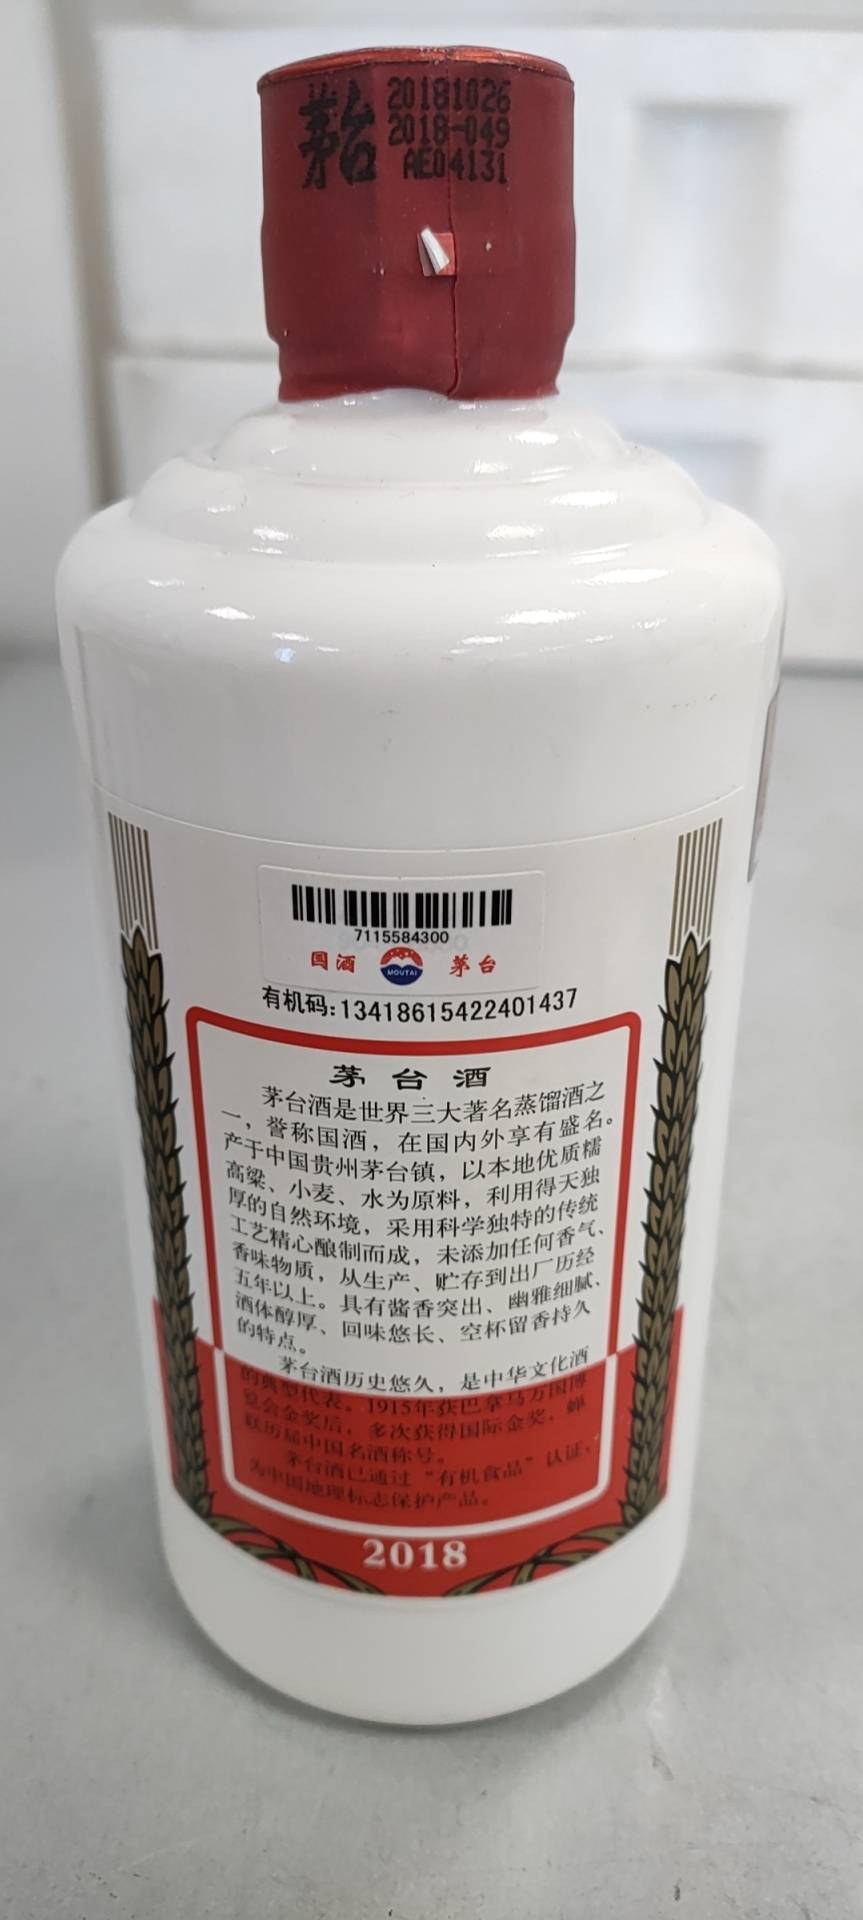 茅台
20181026
2018-049
AE04131
7115584300
国酒 MOUTAI 茅台
有机码:13418615422401437
茅台酒
茅台酒是世界三大著名蒸馏酒之
一，誉称国酒，在国内外享有盛名。
产于中国贵州茅台镇，以本地优质糯
高粱、小麦、水为原料，利用得天独
厚的自然环境，采用科学独特的传统
工艺精心酿制而成，未添加任何香气、
香味物质，从生产、贮存到出厂历经
五年以上。具有酱香突出、幽雅细腻、
酒体醇厚、回味悠长、空杯留香持久
的特点。
茅台酒历史悠久，是中华文化酒
的典型代表。1915年获巴拿马万国博
览会金奖后，多次获得国际金奖，蝉
联历届中国名酒称号。
茅台酒已通过“有机食品”认证，
为中国地理标志保护产品。
2018